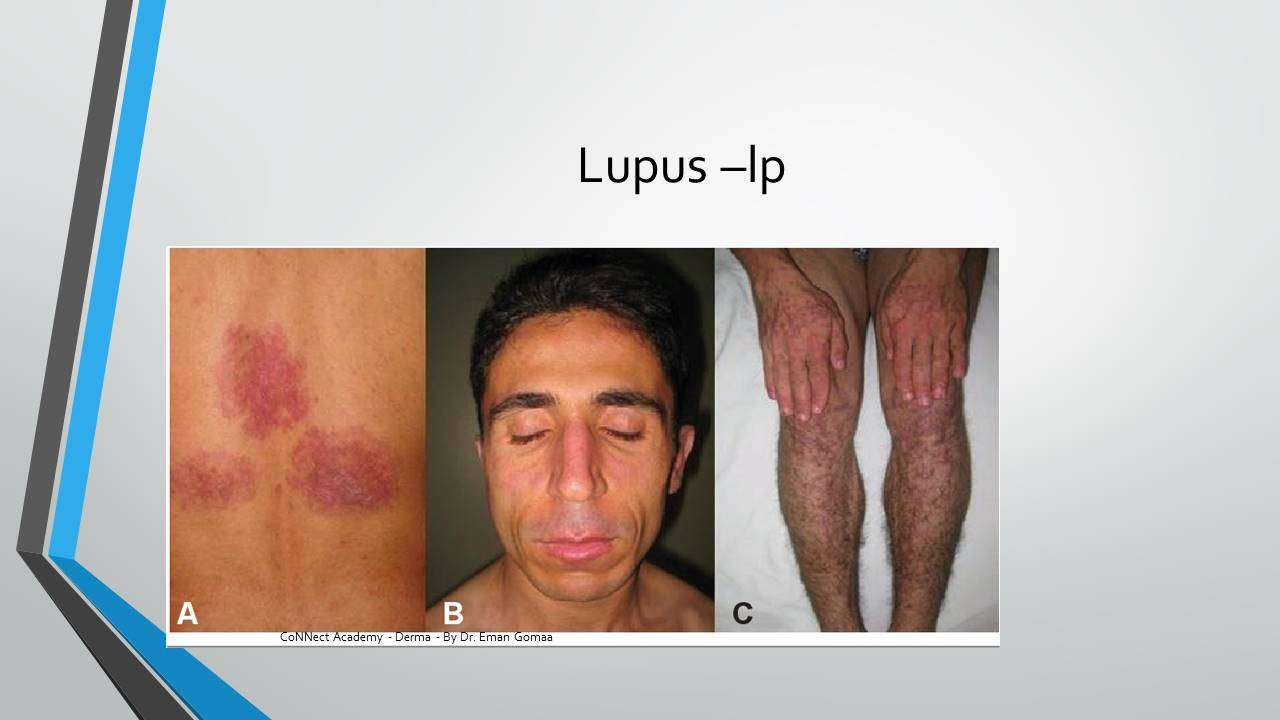 Lupus –lp
A
B
C
CoNNect Academy - Derma - By Dr. Eman Gomaa